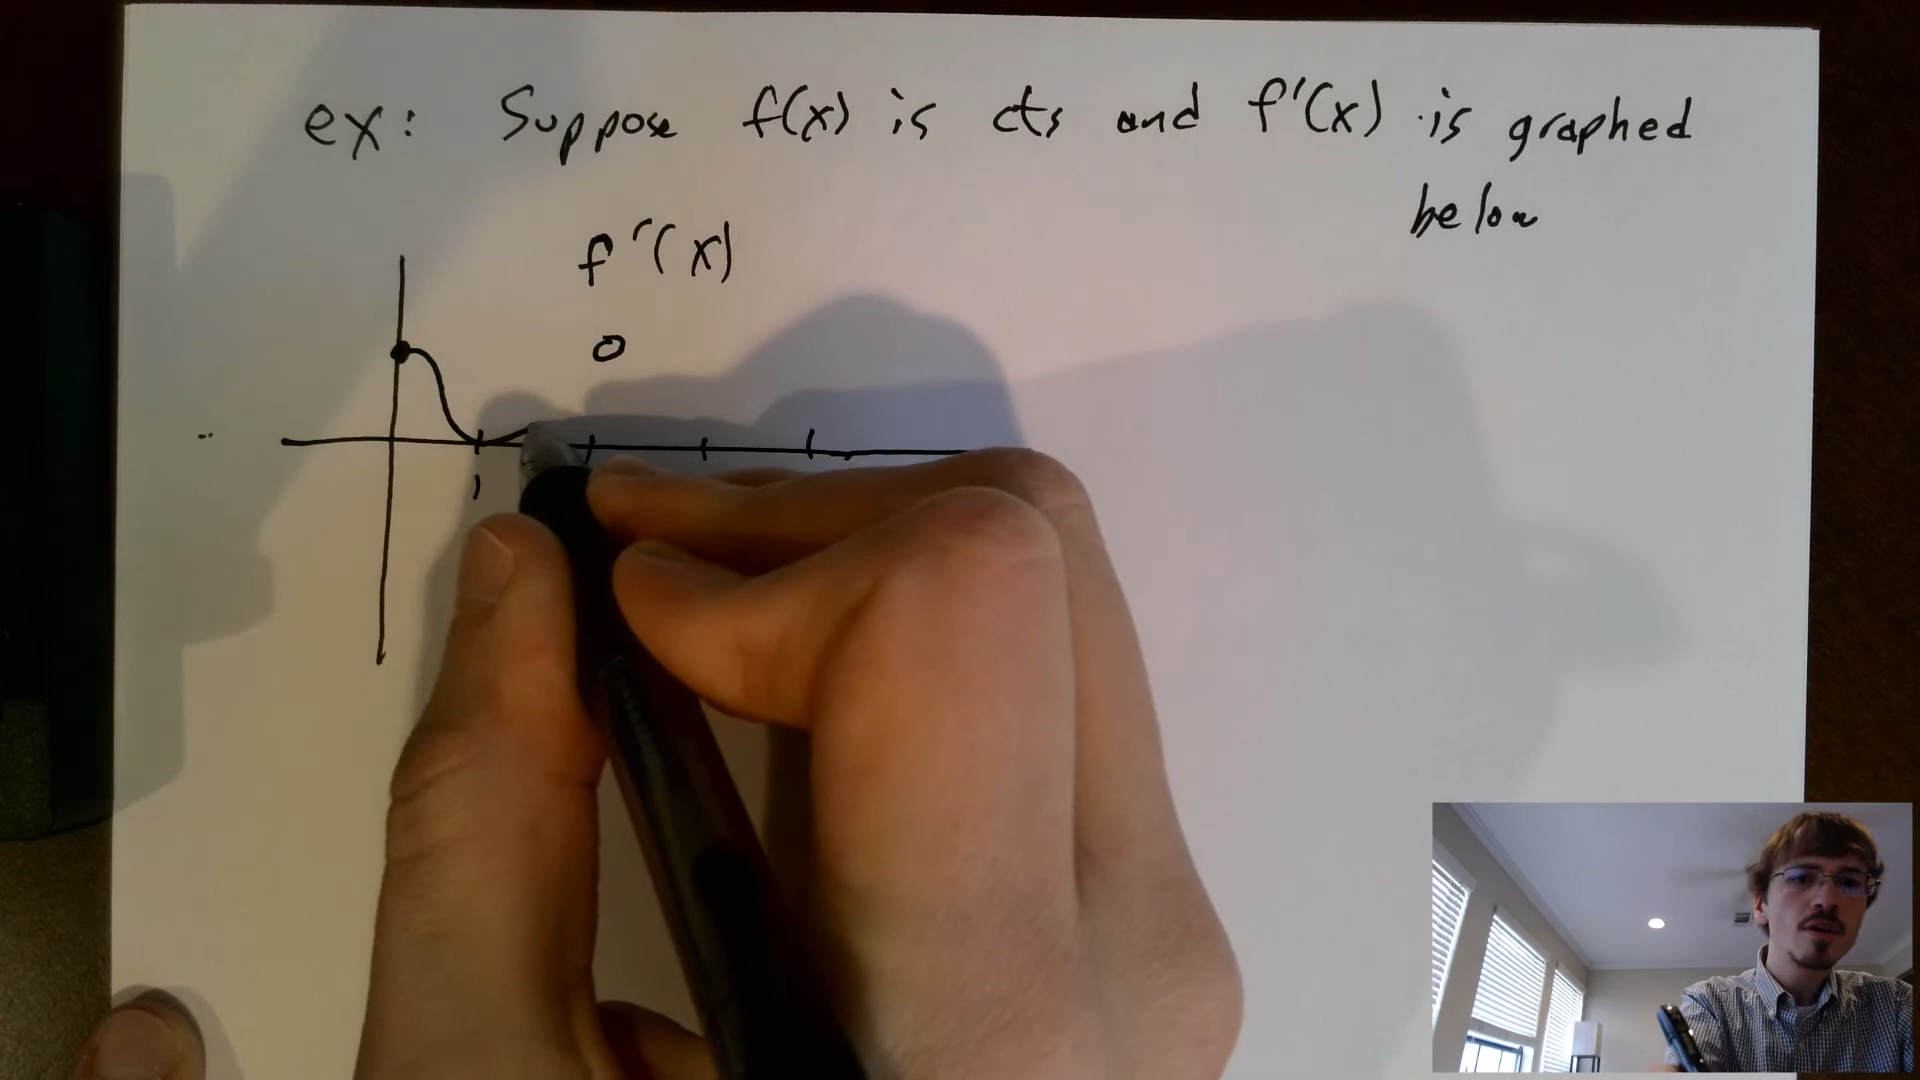 ex: Suppose f(x) is cts and f'(x) is graphed
below
f'(x)
1